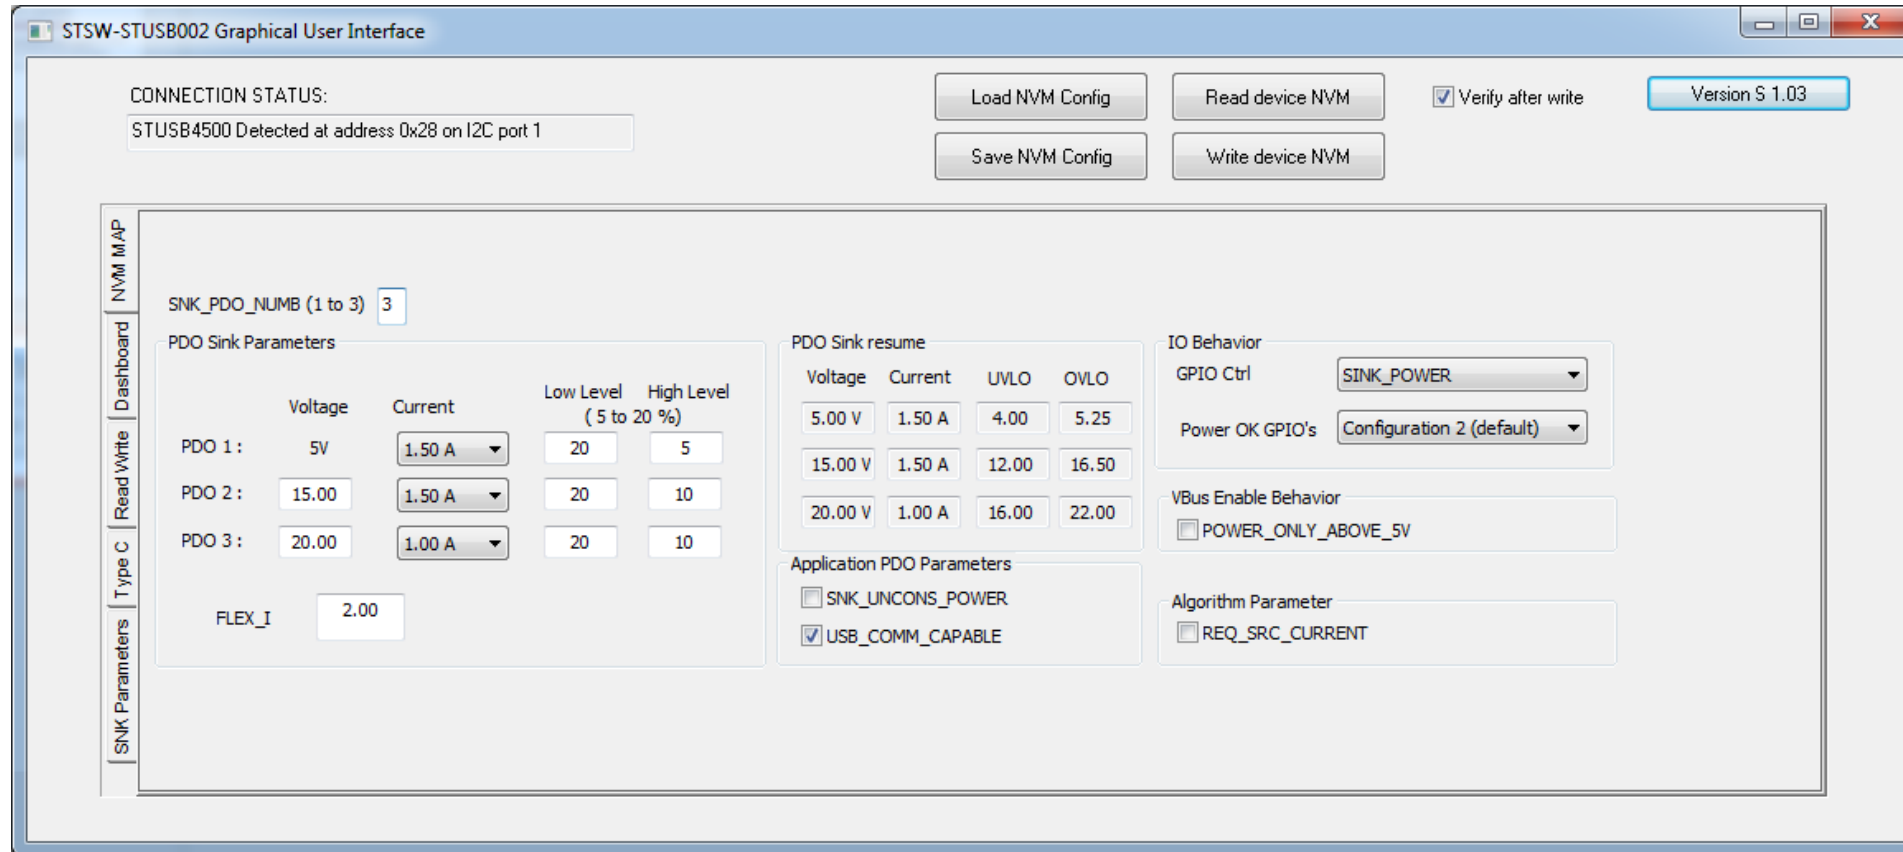 STSW-STUSB002 Graphical User Interface
CONNECTION STATUS:
STUSB4500 Detected at address 0x28 on I2C port 1
Load NVM Config
Read device NVM
Verify after write
Version S 1.03
Save NVM Config
Write device NVM
NVM MAP
Dashboard
Read Write
Type C
SNK Parameters
SNK_PDO_NUMB (1 to 3) 3
PDO Sink Parameters
Voltage Current Low Level High Level
( 5 to 20 %)
PDO 1 : 5V 1.50 A 20 5
PDO 2 : 15.00 1.50 A 20 10
PDO 3 : 20.00 1.00 A 20 10
FLEX_I 2.00
PDO Sink resume
Voltage Current UVLO OVLO
5.00 V 1.50 A 4.00 5.25
15.00 V 1.50 A 12.00 16.50
20.00 V 1.00 A 16.00 22.00
Application PDO Parameters
SNK_UNCONS_POWER
USB_COMM_CAPABLE
IO Behavior
GPIO Ctrl SINK_POWER
Power OK GPIO's Configuration 2 (default)
VBus Enable Behavior
POWER_ONLY_ABOVE_5V
Algorithm Parameter
REQ_SRC_CURRENT